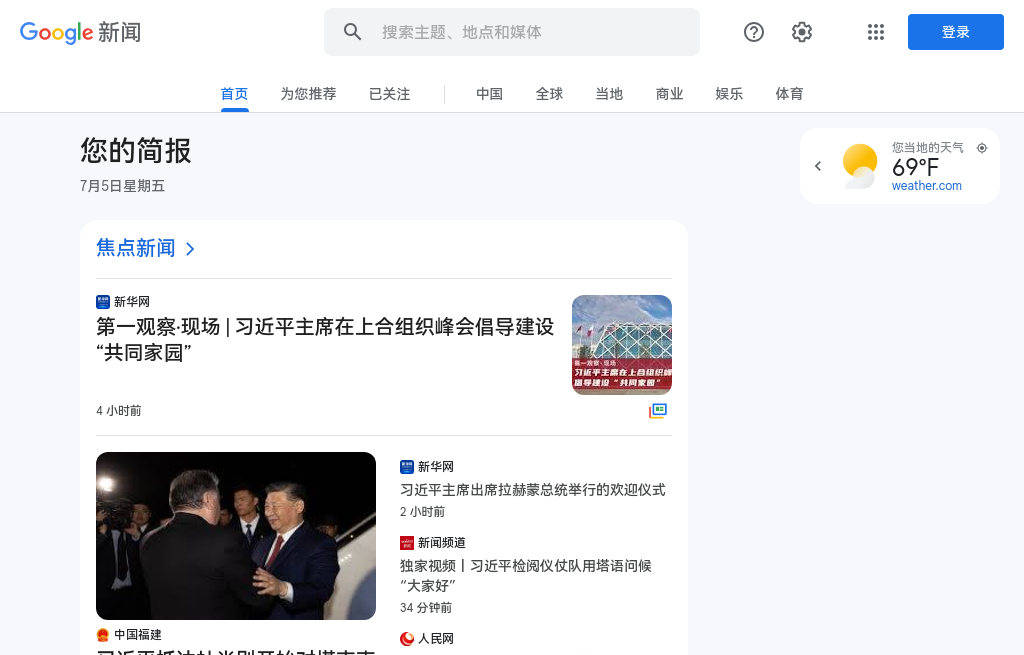 Google 新闻
搜索主题、地点和媒体
登录
首页
为您推荐
已关注
中国
全球
当地
商业
娱乐
体育
您的简报
7月5日星期五
您当地的天气
69°F
weather.com
焦点新闻
新华网
第一观察·现场 | 习近平主席在上合组织峰会倡导建设
“共同家园”
第一观察·现场
习近平主席在上合组织峰
倡导建设“共同家园”
4 小时前
新华网
习近平主席出席拉赫蒙总统举行的欢迎仪式
2 小时前
新闻频道
独家视频丨习近平检阅仪仗队用塔语问候
“大家好”
34 分钟前
中国福建
人民网